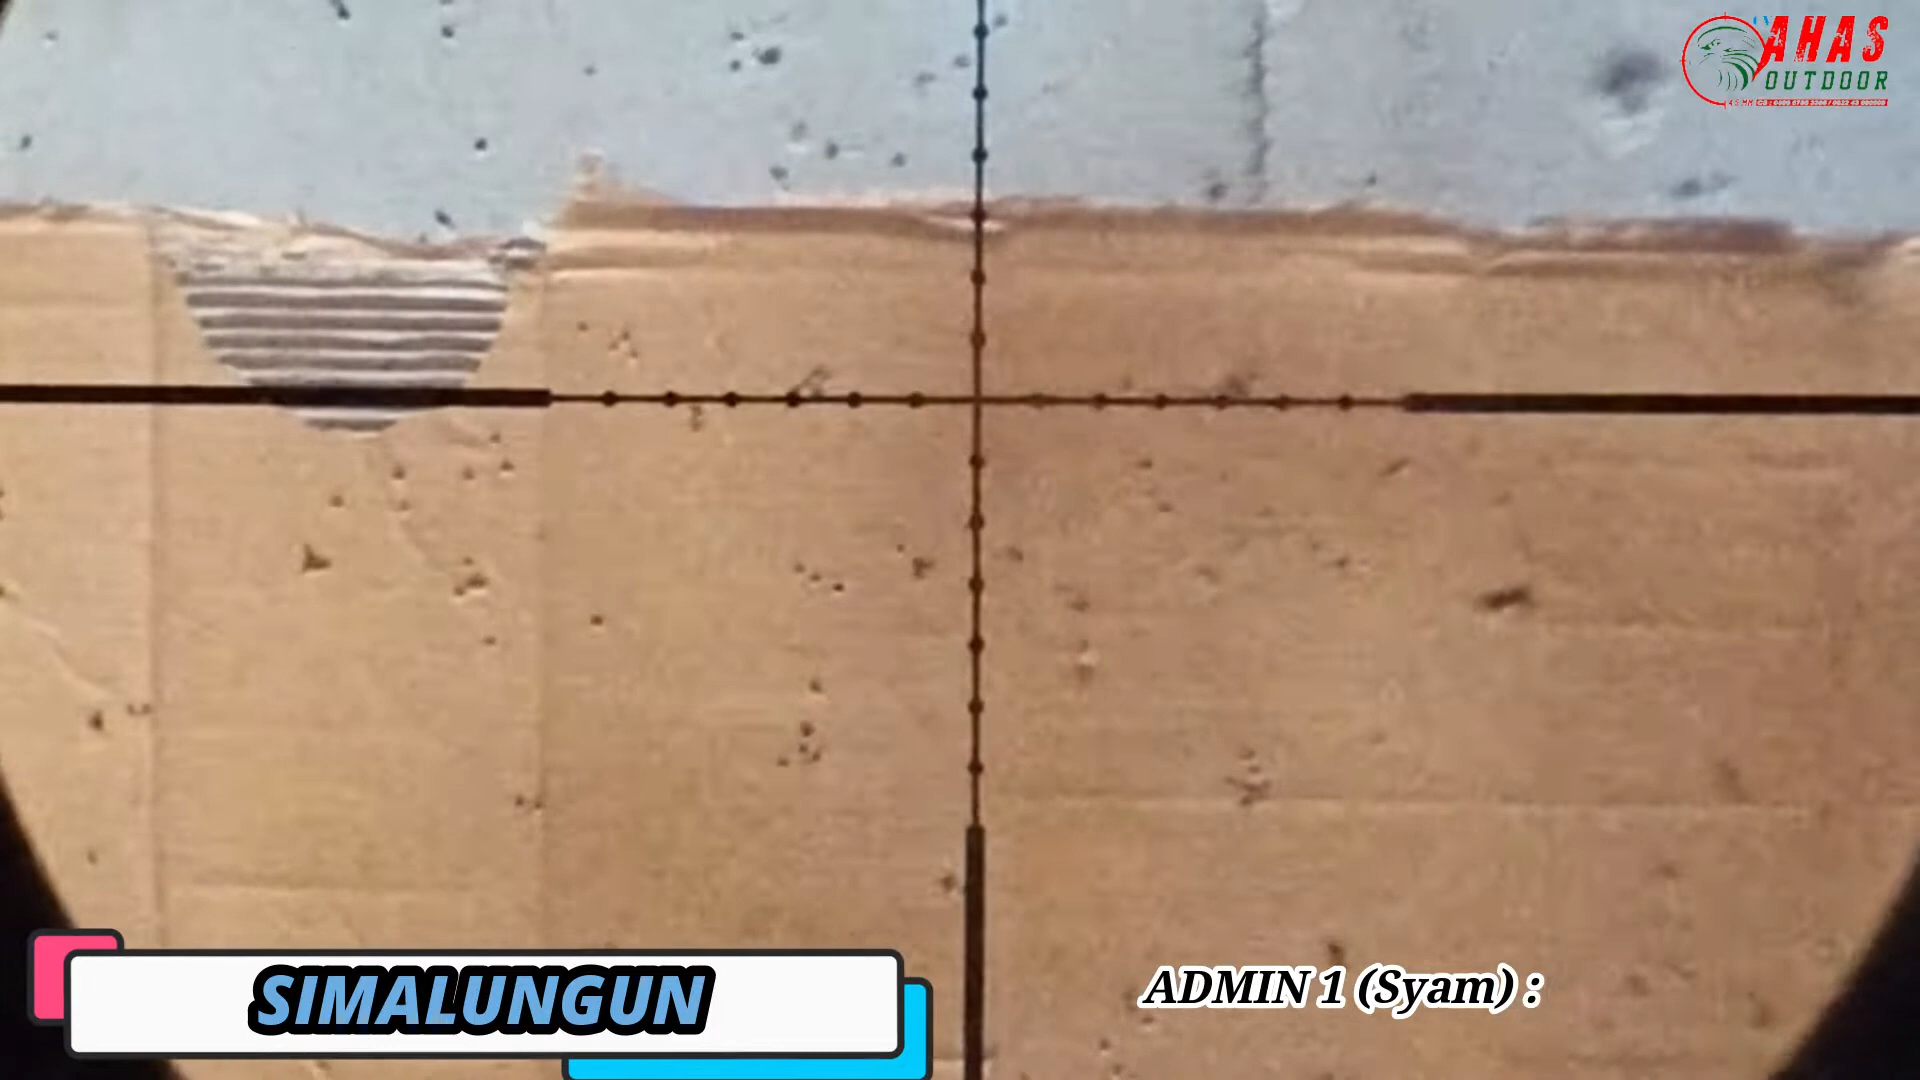 AHAS
OUTDOOR
SIMALUNGUN
ADMIN 1 (Syam) :